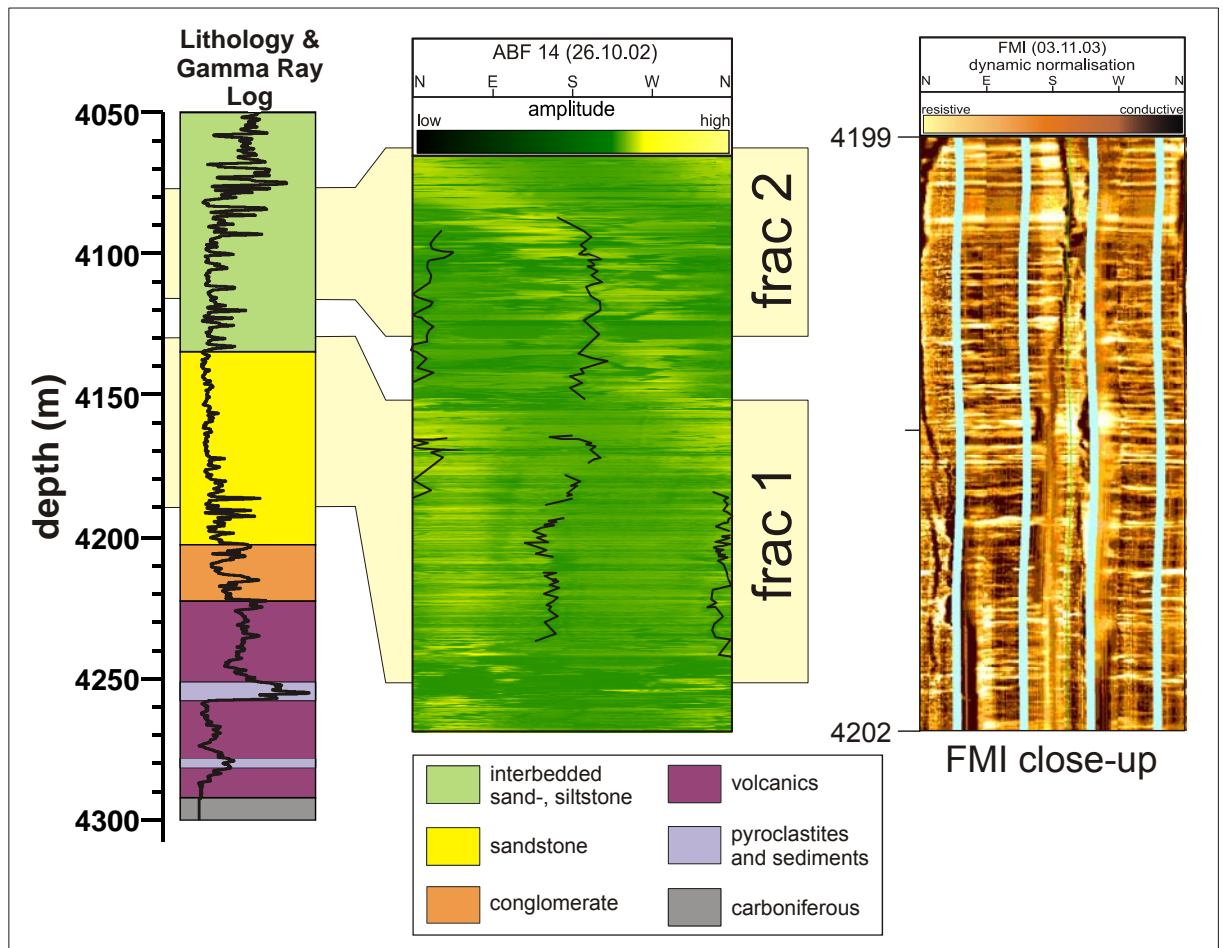 Lithology &
Gamma Ray
Log
4050
4100
4150
4200
4250
4300
depth (m)
ABF 14 (26.10.02)
N E S W N
amplitude
low high
frac 2
frac 1
FMI (03.11.03)
dynamic normalisation
N E S W N
resistive conductive
4199
4202
FMI close-up
interbedded
sand-, siltstone
sandstone
conglomerate
volcanics
pyroclastites
and sediments
carboniferous